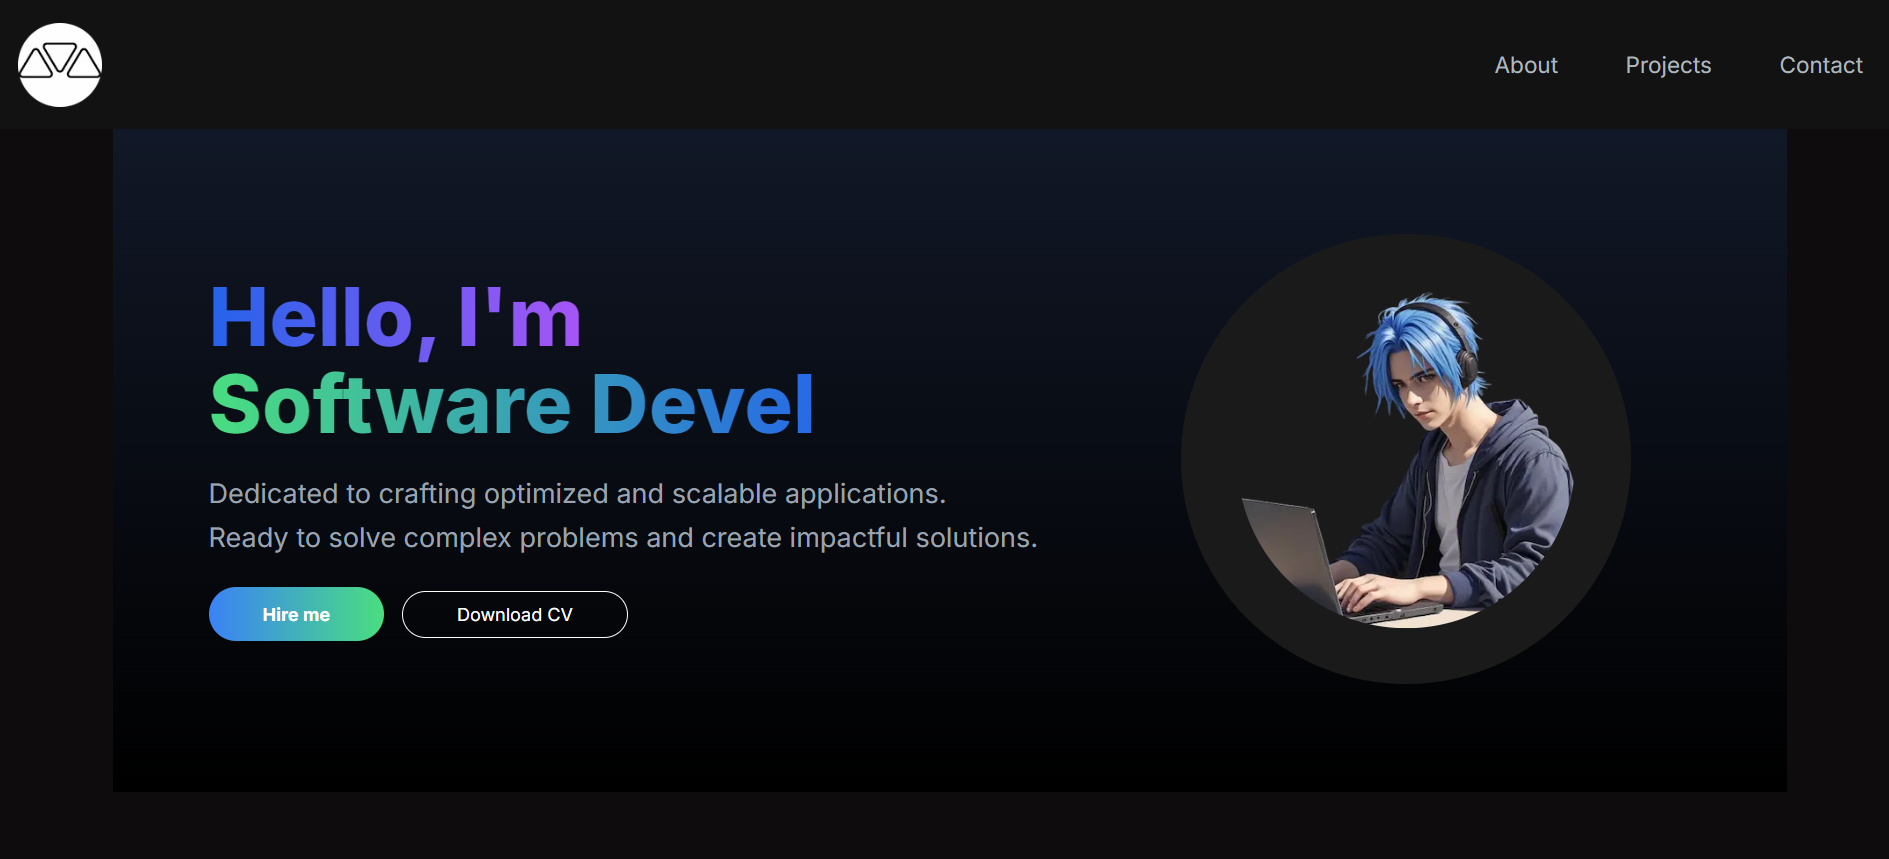 About
Projects
Contact
Hello, I'm
Software Devel
Dedicated to crafting optimized and scalable applications.
Ready to solve complex problems and create impactful solutions.
Hire me
Download CV